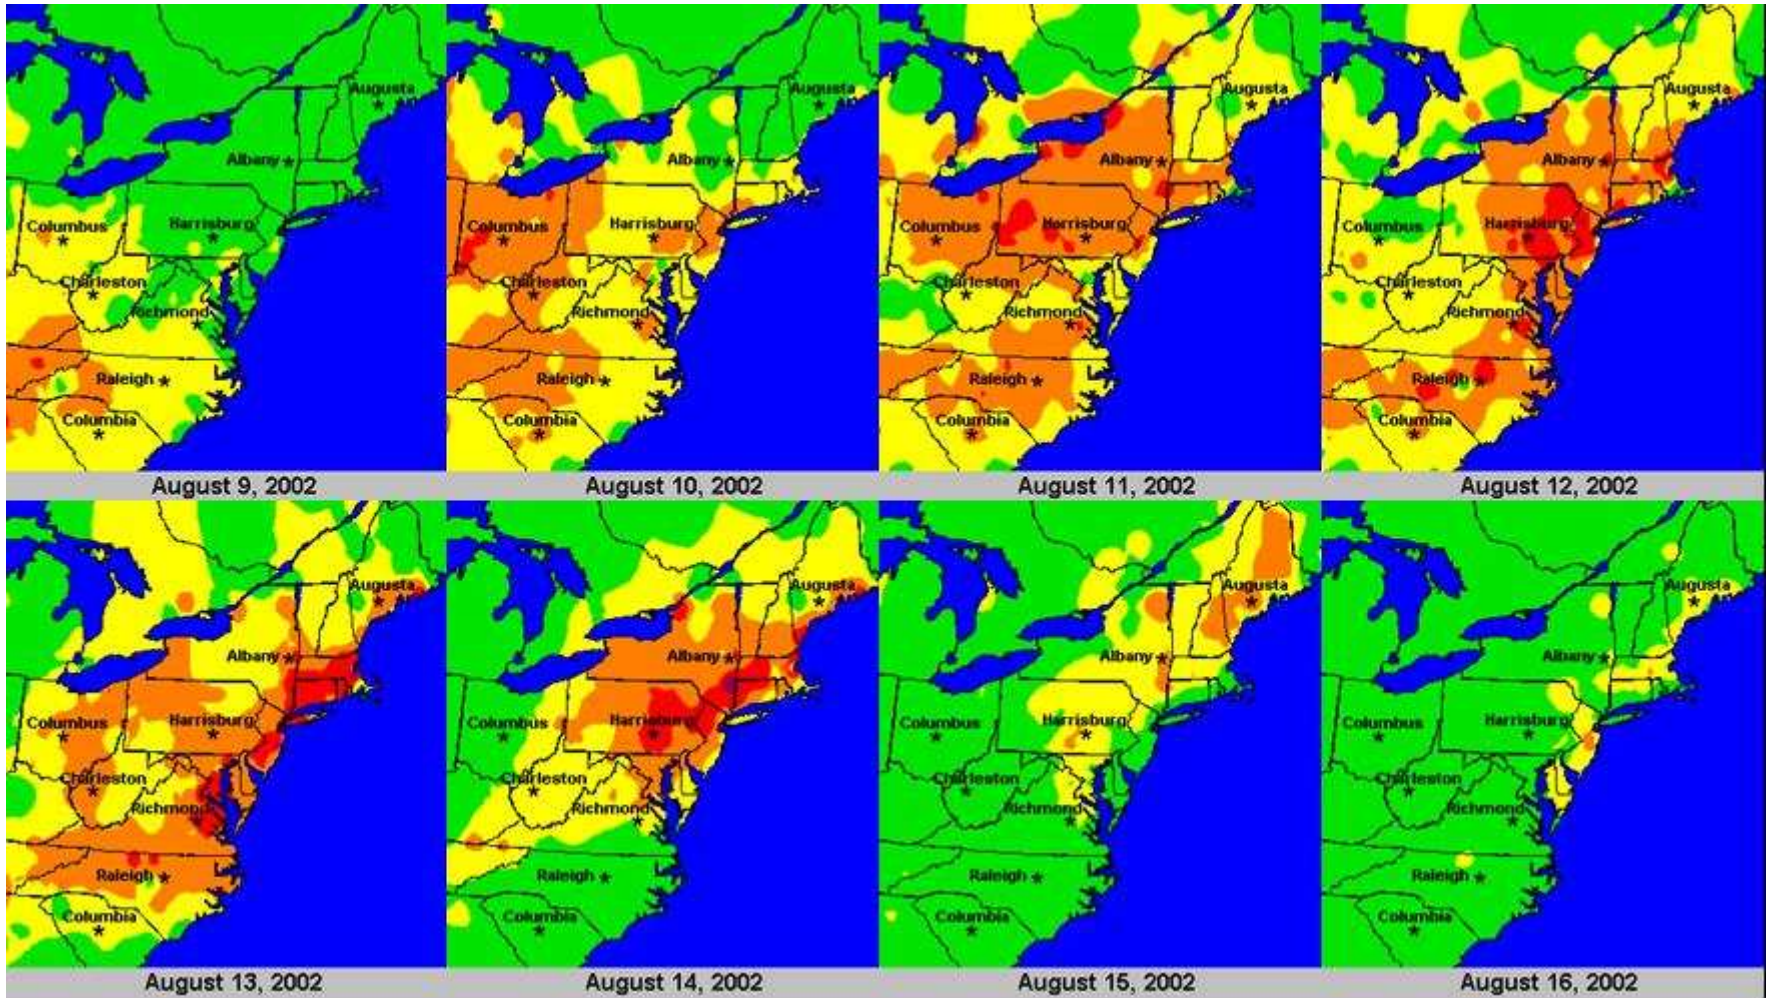 Augusta
Albany
Columbus
Harrisburg
Charleston
Richmond
Raleigh
Columbia
August 9, 2002
Augusta
Albany
Columbus
Harrisburg
Charleston
Richmond
Raleigh
Columbia
August 10, 2002
Augusta
Albany
Columbus
Harrisburg
Charleston
Richmond
Raleigh
Columbia
August 11, 2002
Augusta
Albany
Columbus
Harrisburg
Charleston
Richmond
Raleigh
Columbia
August 12, 2002
Augusta
Albany
Columbus
Harrisburg
Charleston
Richmond
Raleigh
Columbia
August 13, 2002
Augusta
Albany
Columbus
Harrisburg
Charleston
Richmond
Raleigh
Columbia
August 14, 2002
Augusta
Albany
Columbus
Harrisburg
Charleston
Richmond
Raleigh
Columbia
August 15, 2002
Augusta
Albany
Columbus
Harrisburg
Charleston
Richmond
Raleigh
Columbia
August 16, 2002